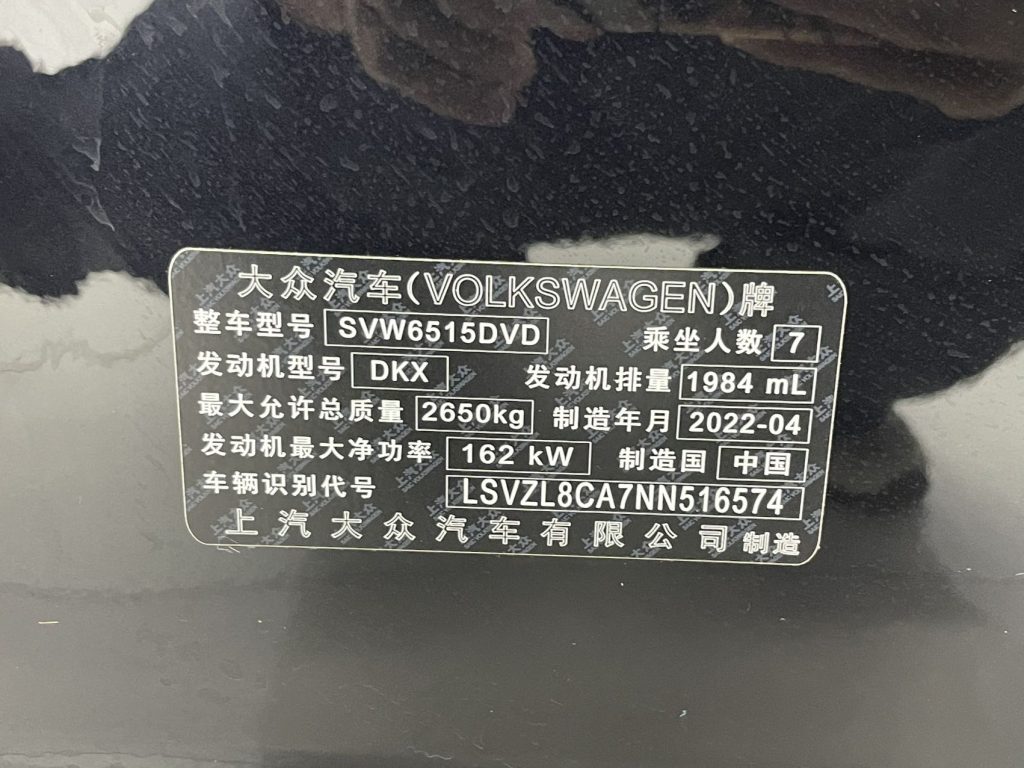 大众汽车(VOLKSWAGEN)牌
整车型号 SVW6515DVD 乘坐人数 7
发动机型号 DKX 发动机排量 1984 mL
最大允许总质量 2650kg 制造年月 2022-04
发动机最大净功率 162 kW 制造国 中国
车辆识别代号 LSVZL8CA7NN516574
上汽大众汽车有限公司 制造